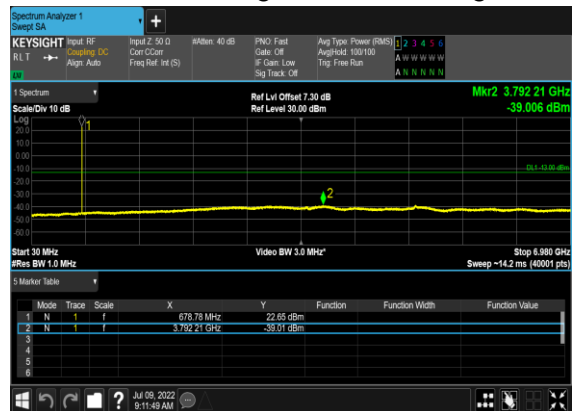 Spectrum Analyzer 1
Swept SA
+
KEYSIGHT Input: RF Input Z: 50 Ω #Atten: 40 dB PNO: Fast Avg Type: Power (RMS) 1 2 3 4 5 6
RLT Coupling: DC Corr CCorr Gate: Off Avg|Hold: 100/100 A W W W W W
Align: Auto Freq Ref: Int (S) IF Gain: Low Trig: Free Run
Sig Track: Off A N N N N N
LW
1 Spectrum Ref Lvl Offset 7.30 dB Mkr2 3.792 21 GHz
Scale/Div 10 dB Ref Level 30.00 dBm -39.006 dBm
Log
20.0
10.0
0.00
-10.0
-20.0
-30.0
-40.0
-50.0
-60.0
1
2
DL1 -13.00 dBm
Start 30 MHz Video BW 3.0 MHz* Stop 6.980 GHz
#Res BW 1.0 MHz Sweep ~14.2 ms (40001 pts)
5 Marker Table
Mode Trace Scale X Y Function Function Width Function Value
1 N 1 f 678.78 MHz 22.65 dBm
2 N 1 f 3.792 21 GHz -39.01 dBm
3
4
5
6
? Jul 09, 2022
9:11:49 AM